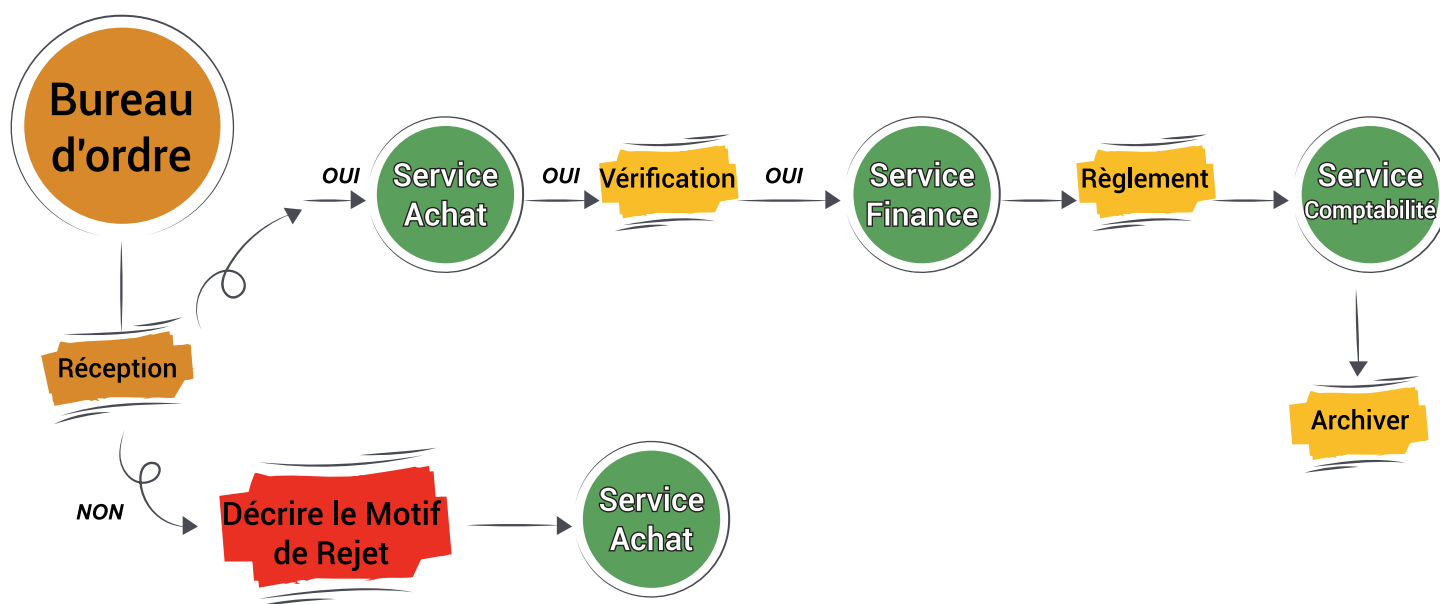 Bureau
d'ordre
Réception
OUI
Service
Achat
OUI
Vérification
OUI
Service
Finance
Règlement
Service
Comptabilité
Archiver
NON
Décrire le Motif
de Rejet
Service
Achat